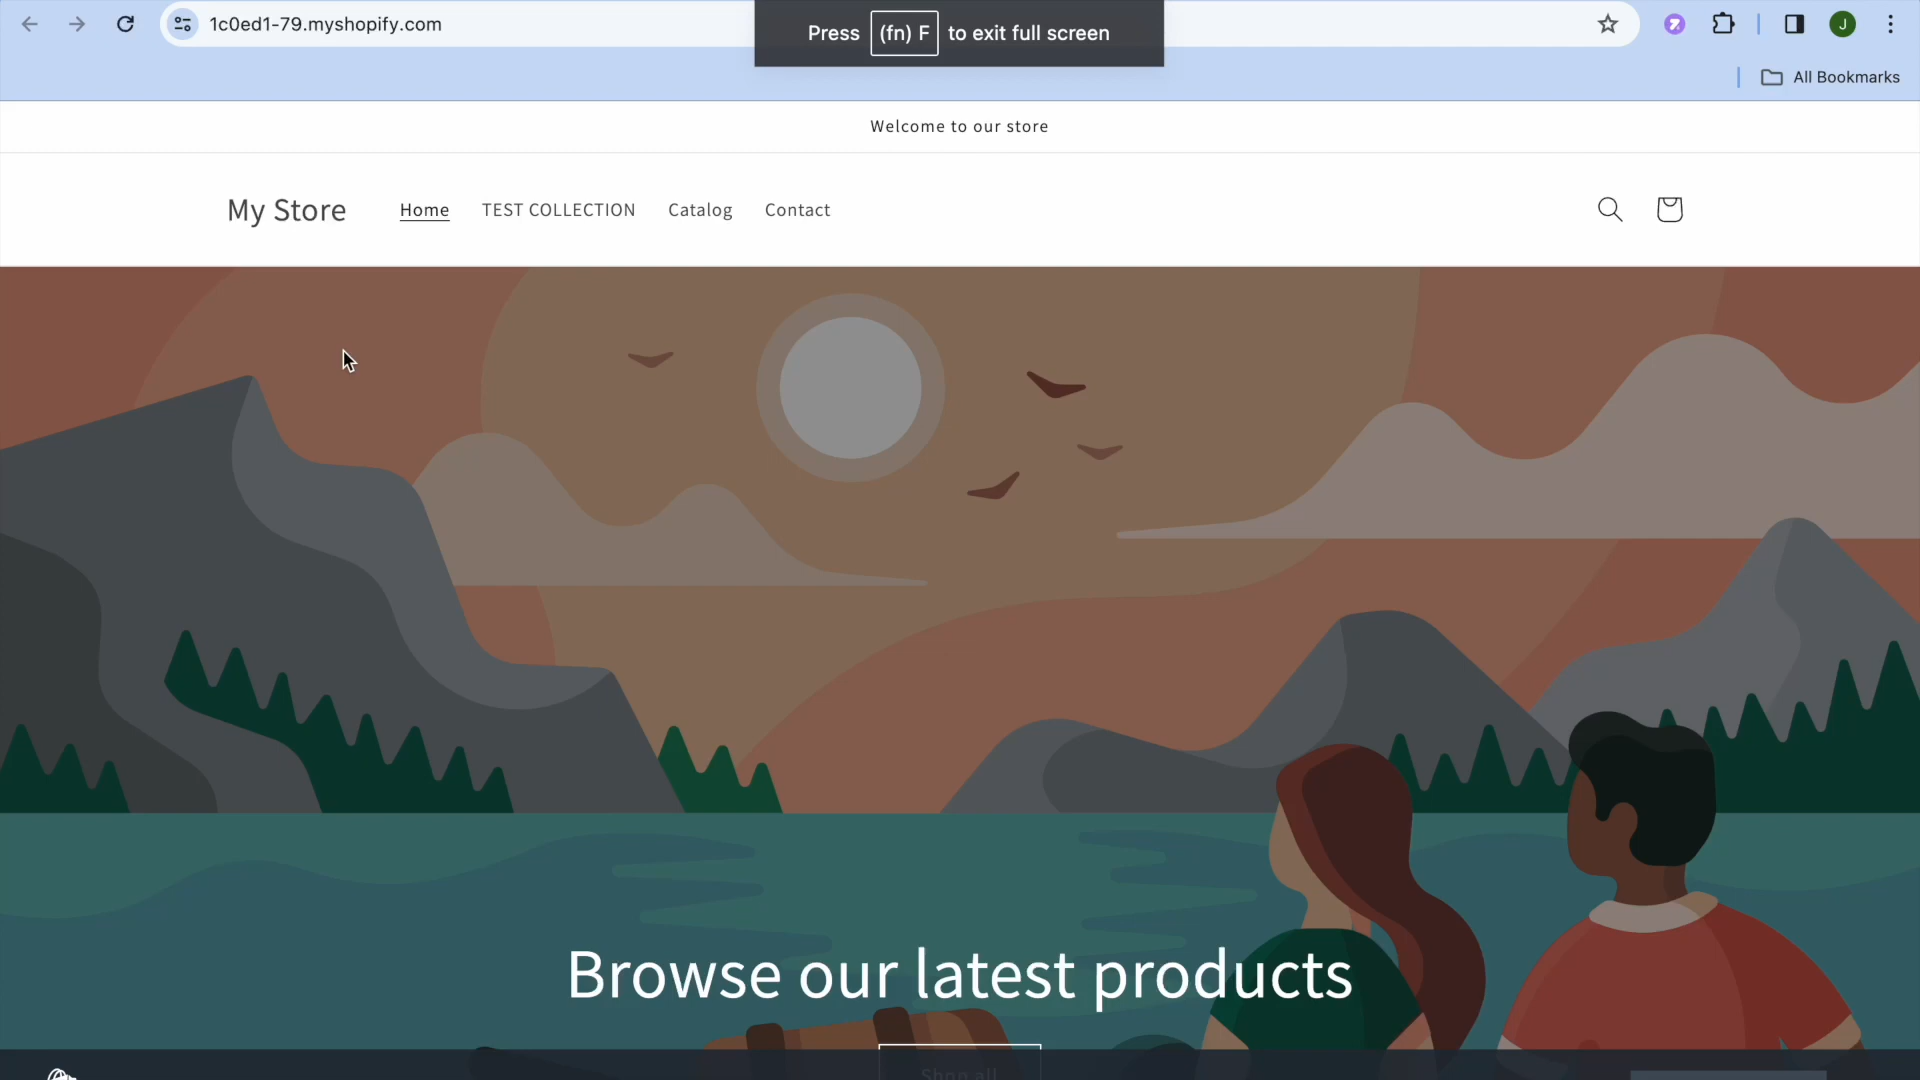 1c0ed1-79.myshopify.com
Press (fn) F to exit full screen
J
All Bookmarks
Welcome to our store
My Store Home TEST COLLECTION Catalog Contact
Browse our latest products
Shop all